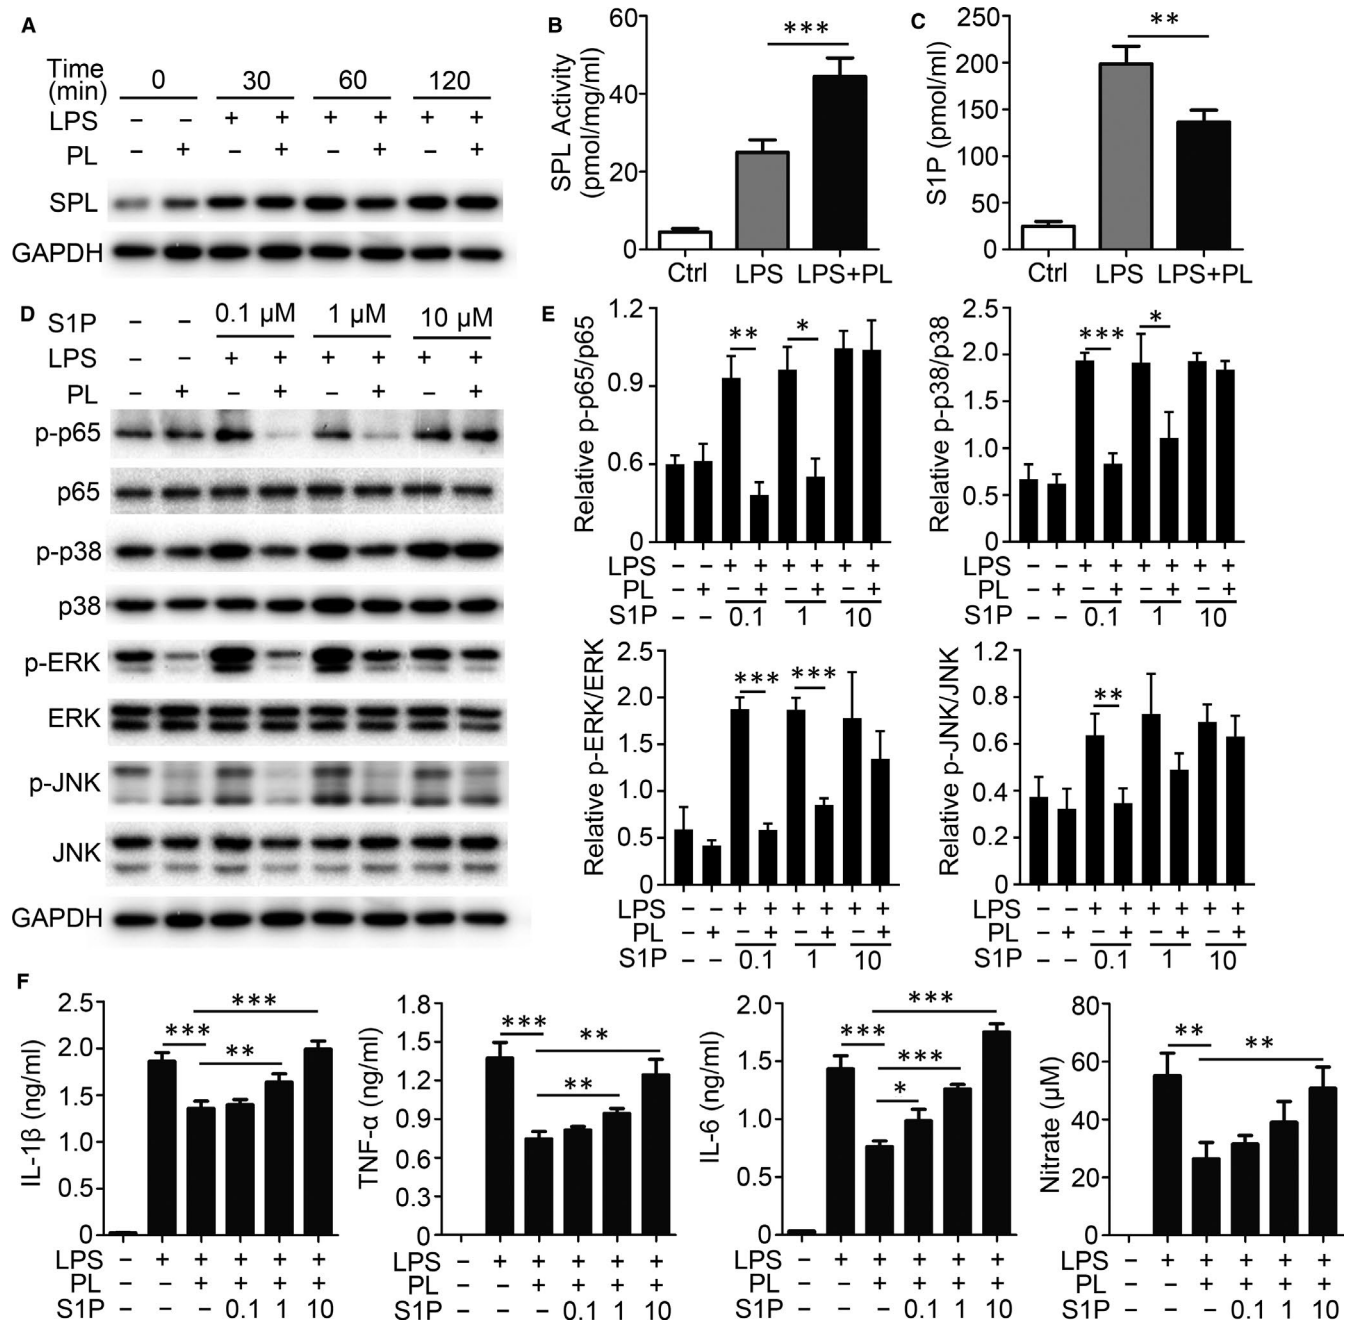 A
Time (min) 0 30 60 120
LPS – – + + + + + +
PL – + – + – + – +
SPL
GAPDH
B
SPL Activity (pmol/mg/ml)
60
40
20
0
***
Ctrl LPS LPS+PL
C
S1P (pmol/ml)
250
200
150
100
50
0
**
Ctrl LPS LPS+PL
D
S1P – – 0.1 µM 1 µM 10 µM
LPS – – + + + + + +
PL – + – + – + – +
p-p65
p65
p-p38
p38
p-ERK
ERK
p-JNK
JNK
GAPDH
E
Relative p-p65/p65
1.2
0.9
0.6
0
** *
LPS – – + + + + + +
PL – + – + – + – +
S1P – – 0.1 1 10
Relative p-p38/p38
2.5
2.0
1.5
1.0
0.5
0
*** *
LPS – – + + + + + +
PL – + – + – + – +
S1P – – 0.1 1 10
Relative p-ERK/ERK
2.5
2.0
1.5
1.0
0.5
0
*** ***
LPS – – + + + + + +
PL – + – + – + – +
S1P – – 0.1 1 10
Relative p-JNK/JNK
1.2
0.8
0.6
0.4
0.2
0
**
LPS – – + + + + + +
PL – + – + – + – +
S1P – – 0.1 1 10
F
IL-1β (ng/ml)
2.5
2.0
1.5
1.0
0.5
0
***
***
**
LPS – + + + + +
PL – – + + + +
S1P – – – 0.1 1 10
TNF-α (ng/ml)
1.8
1.5
1.2
0.9
0.6
0.3
0
***
**
**
LPS – + + + + +
PL – – + + + +
S1P – – – 0.1 1 10
IL-6 (ng/ml)
2.0
1.5
1.0
0.5
0
***
***
***
*
LPS – + + + + +
PL – – + + + +
S1P – – – 0.1 1 10
Nitrate (µM)
80
60
40
20
0
**
**
LPS – + + + + +
PL – – + + + +
S1P – – – 0.1 1 10